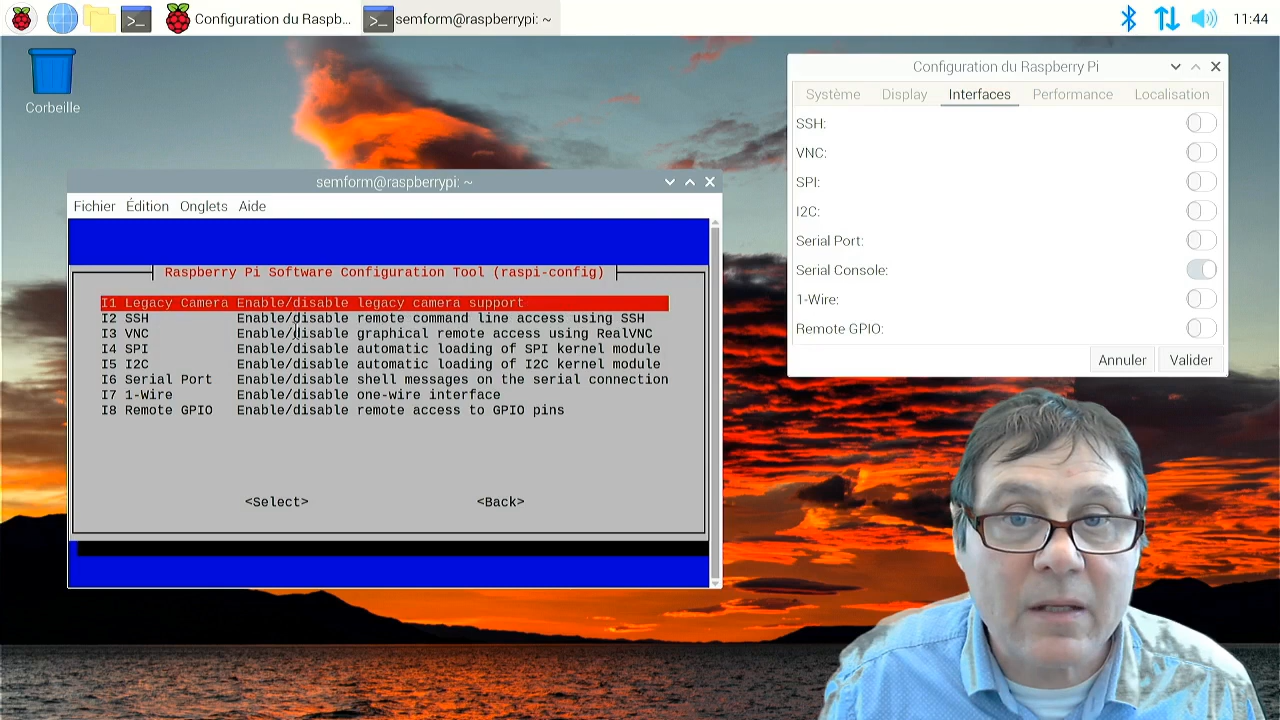 Configuration du Raspb...
semform@raspberrypi: ~
11:44
Corbeille
Configuration du Raspberry Pi
Système Display Interfaces Performance Localisation
SSH:
VNC:
SPI:
I2C:
Serial Port:
Serial Console:
1-Wire:
Remote GPIO:
Annuler Valider
semform@raspberrypi: ~
Fichier Édition Onglets Aide
Raspberry Pi Software Configuration Tool (raspi-config)
I1 Legacy Camera Enable/disable legacy camera support
I2 SSH Enable/disable remote command line access using SSH
I3 VNC Enable/disable graphical remote access using RealVNC
I4 SPI Enable/disable automatic loading of SPI kernel module
I5 I2C Enable/disable automatic loading of I2C kernel module
I6 Serial Port Enable/disable shell messages on the serial connection
I7 1-Wire Enable/disable one-wire interface
I8 Remote GPIO Enable/disable remote access to GPIO pins
<Select> <Back>